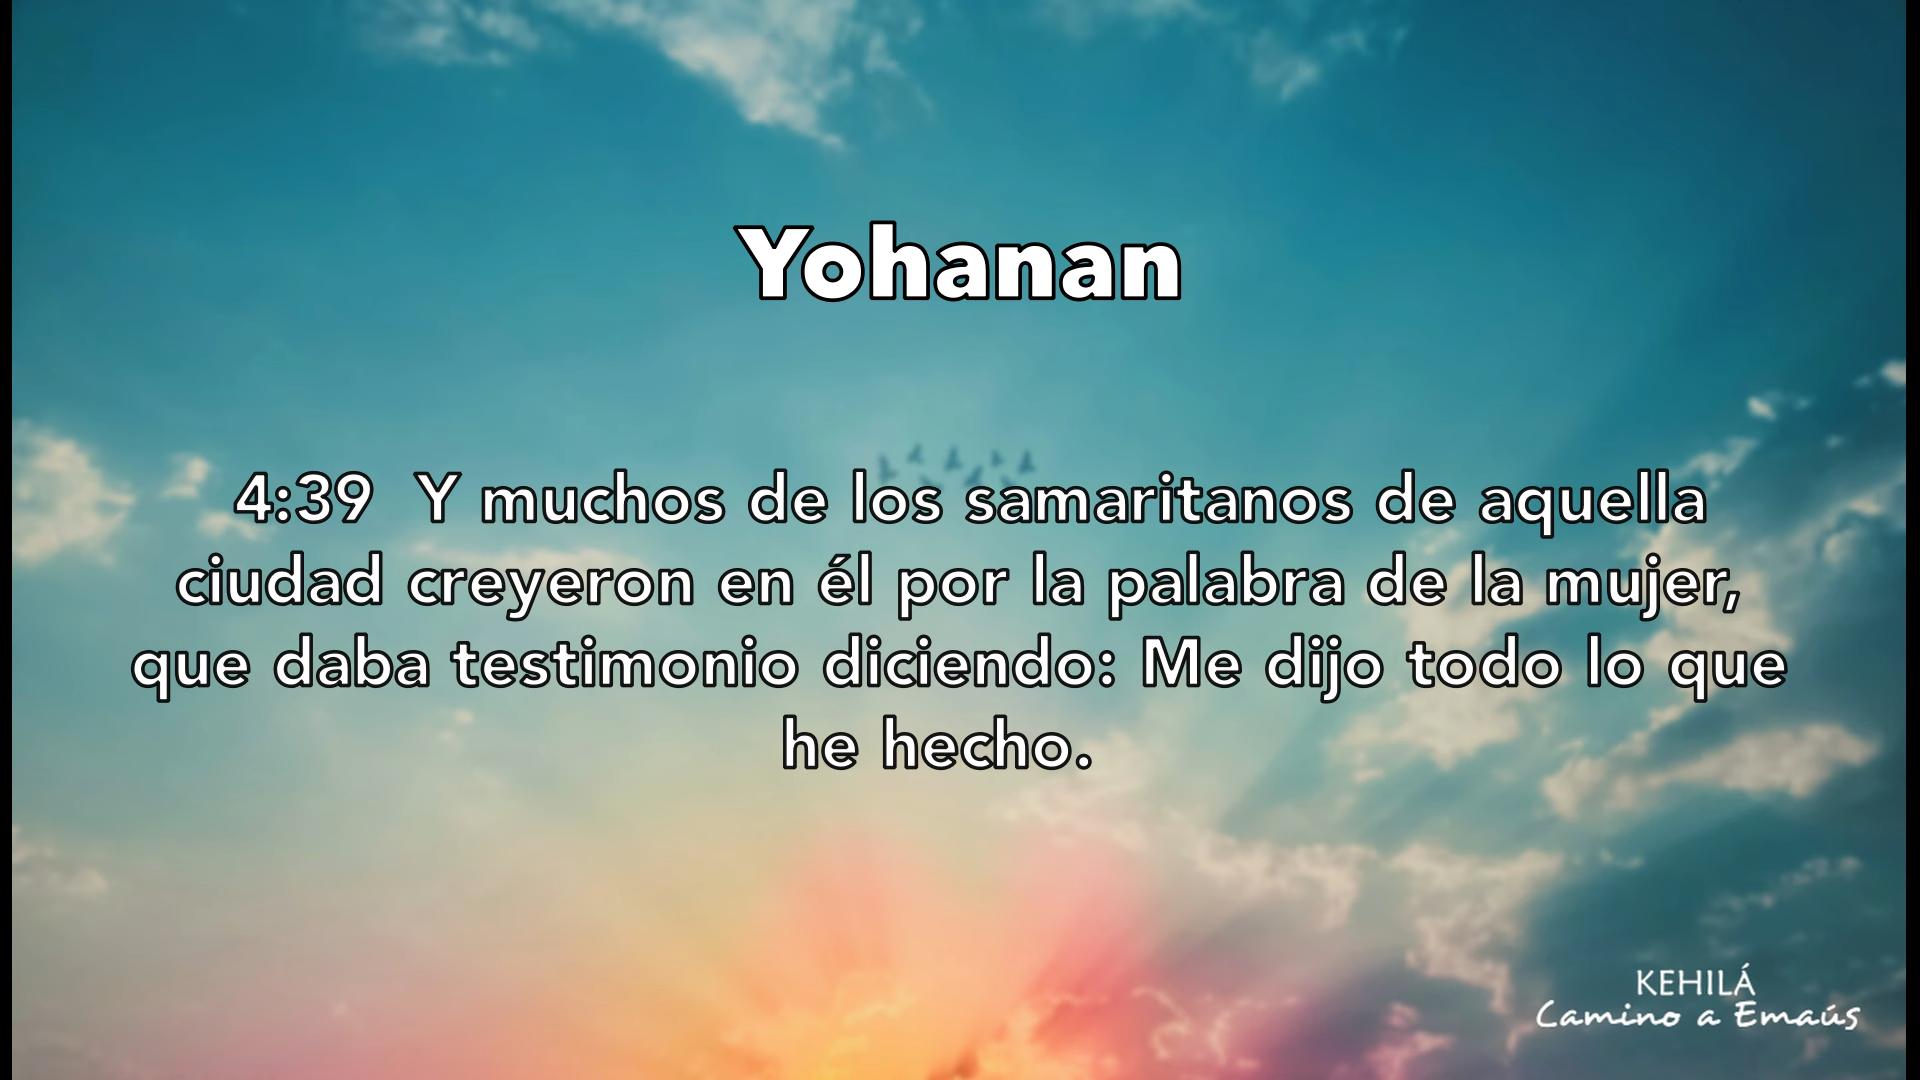 Yohanan
4:39 Y muchos de los samaritanos de aquella
ciudad creyeron en él por la palabra de la mujer,
que daba testimonio diciendo: Me dijo todo lo que
he hecho.
KEHILÁ
Camino a Emaús